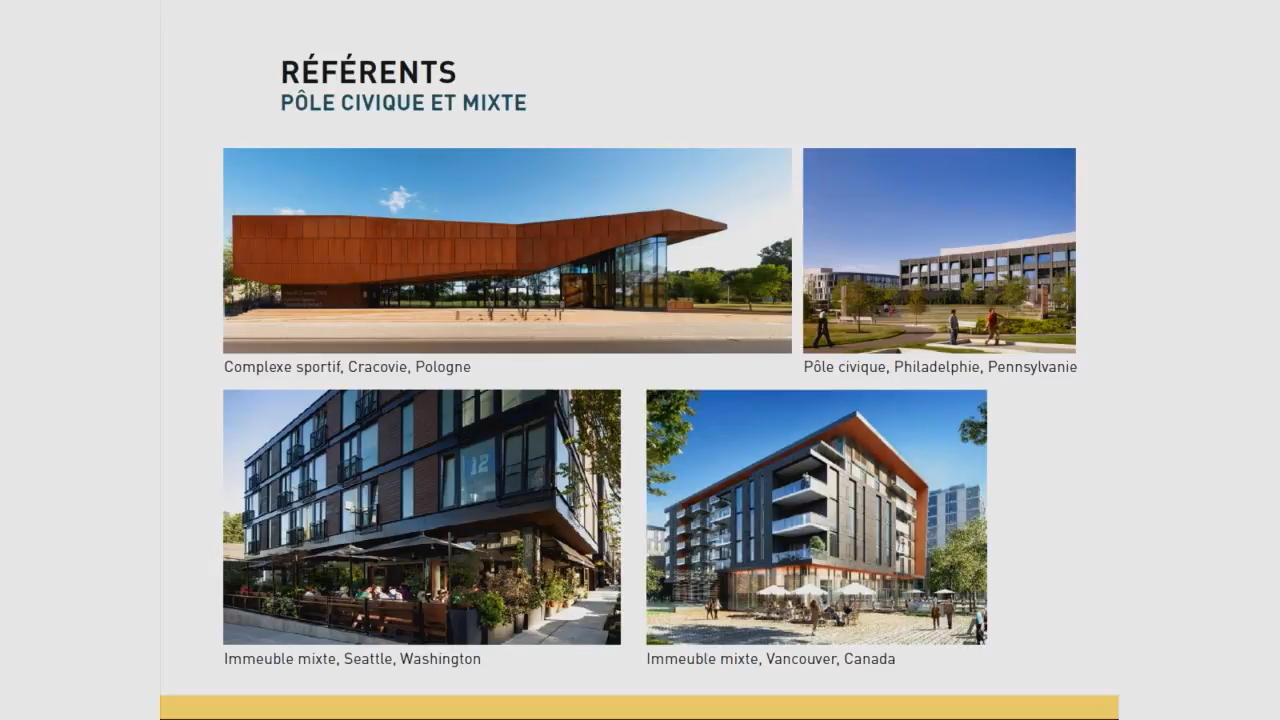 RÉFÉRENTS
PÔLE CIVIQUE ET MIXTE
Complexe sportif, Cracovie, Pologne
Pôle civique, Philadelphie, Pennsylvanie
12
Immeuble mixte, Seattle, Washington
Immeuble mixte, Vancouver, Canada